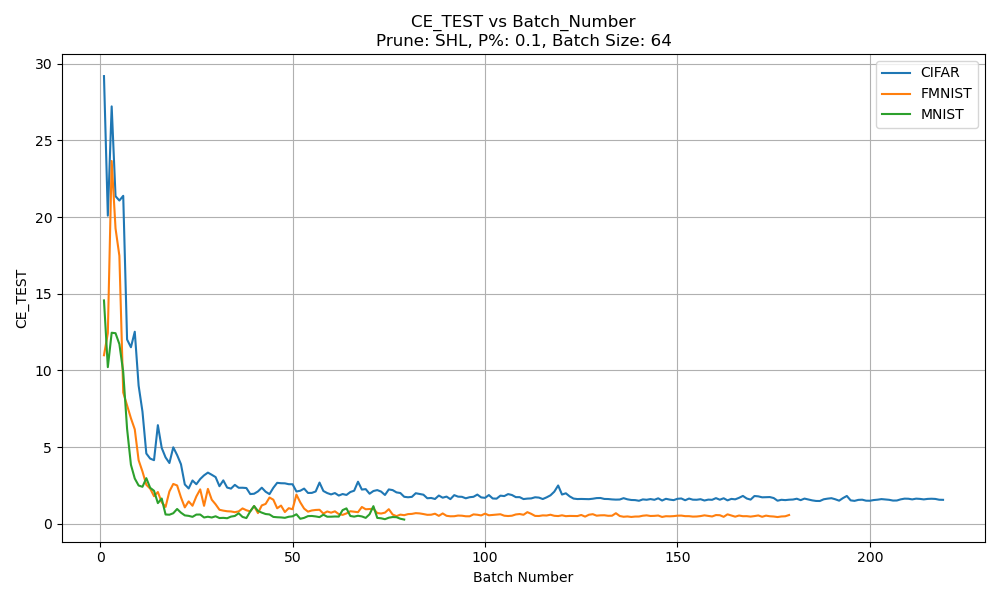 CE_TEST vs Batch_Number
Prune: SHL, P%: 0.1, Batch Size: 64
CIFAR
FMNIST
MNIST
CE_TEST
30
25
20
15
10
5
0
0 50 100 150 200
Batch Number